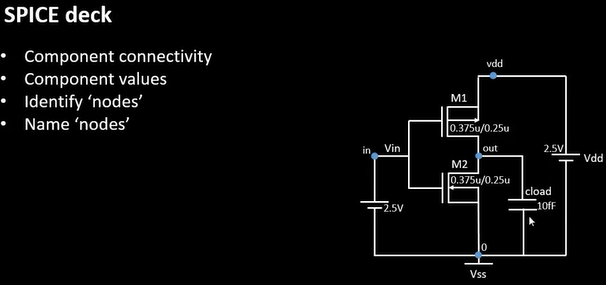 SPICE deck
• Component connectivity
• Component values
• Identify ‘nodes’
• Name ‘nodes’
vdd
M1
0.375u/0.25u
in
Vin
out
2.5V
Vdd
M2
0.375u/0.25u
cload
10fF
2.5V
0
Vss